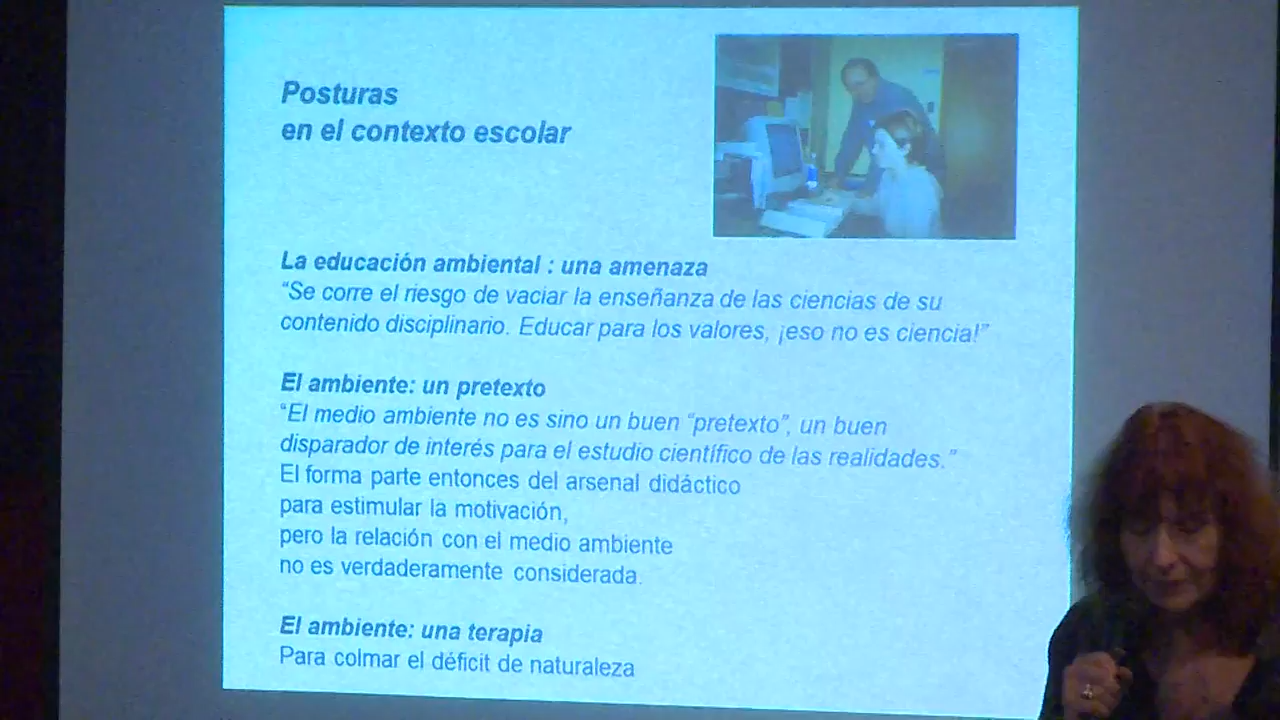 Posturas
en el contexto escolar
La educación ambiental : una amenaza
“Se corre el riesgo de vaciar la enseñanza de las ciencias de su
contenido disciplinario. Educar para los valores, ¡eso no es ciencia!”
El ambiente: un pretexto
“El medio ambiente no es sino un buen “pretexto”, un buen
disparador de interés para el estudio científico de las realidades.”
El forma parte entonces del arsenal didáctico
para estimular la motivación,
pero la relación con el medio ambiente
no es verdaderamente considerada.
El ambiente: una terapia
Para colmar el déficit de naturaleza